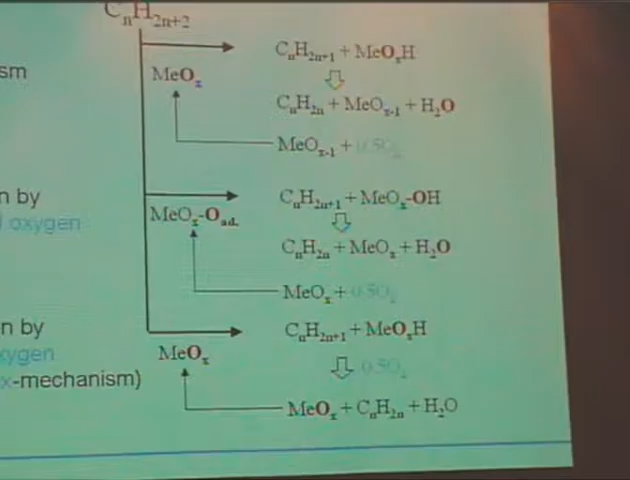 CₙH₂ₙ₊₂
CₙH₂ₙ₊₁ + MeOₓH
sm
MeOₓ
CₙH₂ₙ + MeOₓ₋₁ + H₂O
MeOₓ₋₁ + 0.5O₂
n by
CₙH₂ₙ₊₁ + MeOₓ-OH
oxygen
MeOₓ-Oad.
CₙH₂ₙ + MeOₓ + H₂O
MeOₓ + 0.5O₂
n by
CₙH₂ₙ₊₁ + MeOₓH
xygen
MeOₓ
0.5O₂
x-mechanism)
MeOₓ + CₙH₂ₙ + H₂O